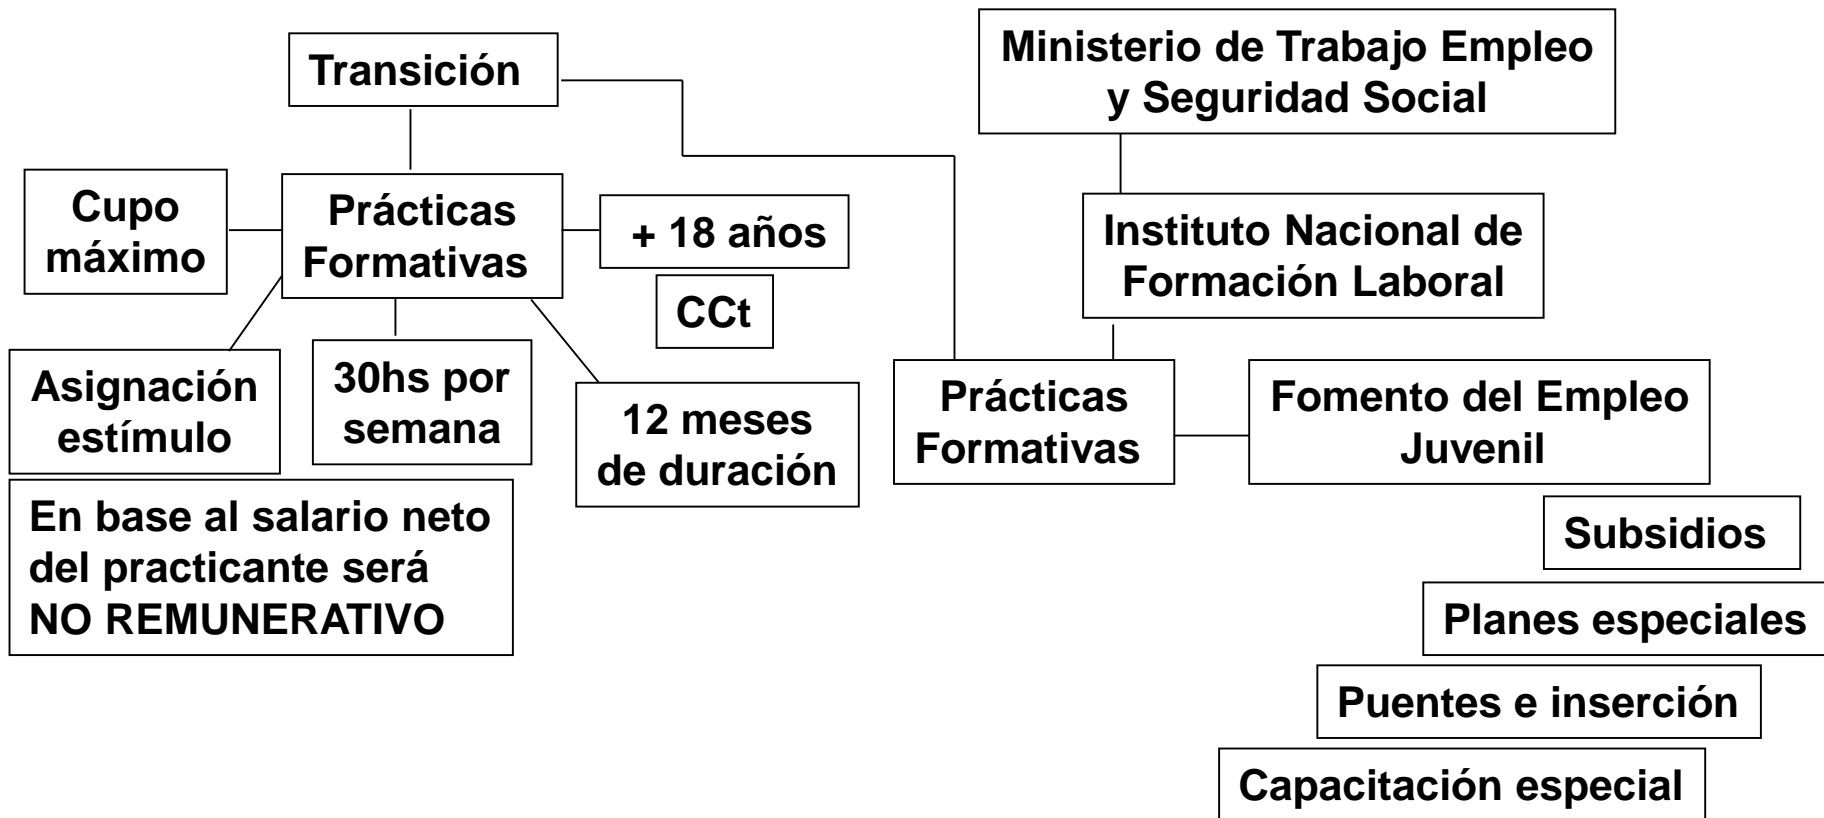 Transición
Ministerio de Trabajo Empleo
y Seguridad Social
Cupo
máximo
Prácticas
Formativas
+ 18 años
CCt
Instituto Nacional de
Formación Laboral
Asignación
estímulo
30hs por
semana
12 meses
de duración
Prácticas
Formativas
Fomento del Empleo
Juvenil
En base al salario neto
del practicante será
NO REMUNERATIVO
Subsidios
Planes especiales
Puentes e inserción
Capacitación especial